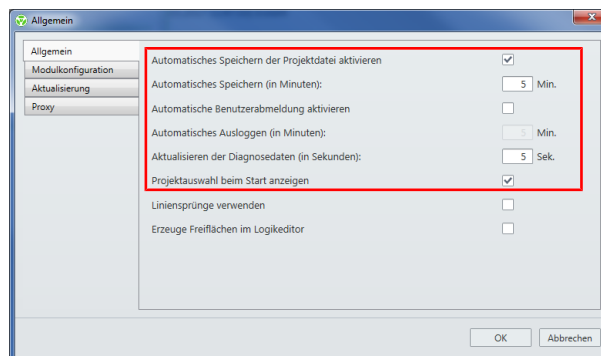 Allgemein
Allgemein
Modulkonfiguration
Aktualisierung
Proxy
Automatisches Speichern der Projektdatei aktivieren
Automatisches Speichern (in Minuten): 5 Min.
Automatische Benutzerabmeldung aktivieren
Automatisches Ausloggen (in Minuten): 5 Min.
Aktualisieren der Diagnosedaten (in Sekunden): 5 Sek.
Projektauswahl beim Start anzeigen
Liniensprünge verwenden
Erzeuge Freiflächen im Logikeditor
OK Abbrechen